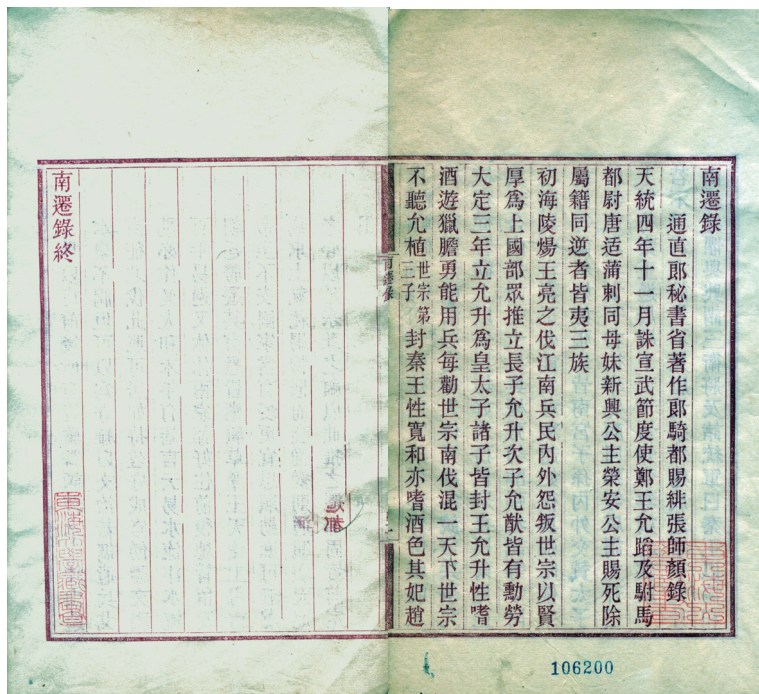 南遷錄
通直郎秘書省著作郎騎都賜緋張師顏錄
天統四年十一月誅宣武節度使鄭王允蹈及駙馬
都尉唐适蒲刺同母妹新興公主榮安公主賜死除
屬籍同逆者皆夷三族
初海陵煬王亮之伐江南兵民內外怨叛世宗以賢
厚為上國部眾推立長子允升次子允猷皆有勳勞
大定三年立允升為皇太子諸子皆封王允升性嗜
酒遊獵膽勇能用兵每勸世宗南伐混一天下世宗
不聽允植世宗第三子封秦王性寬和亦嗜酒色其妃趙
南遷錄
南遷錄終
106200